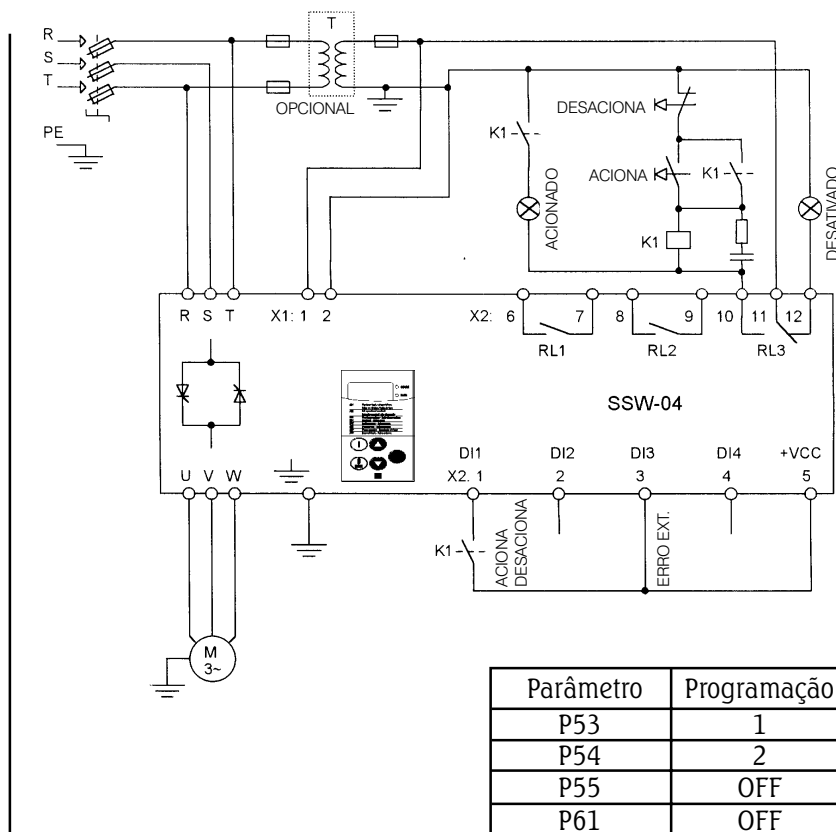 R
S
T
PE
T
OPCIONAL
K1
ACIONADO
DESACIONA
ACIONA
K1
K1
DESATIVADO
R S T X1: 1 2 X2: 6 7 8 9 10 11 12
RL1 RL2 RL3
SSW-04
DI1 DI2 DI3 DI4 +VCC
X2. 1 2 3 4 5
U V W
K1
ACIONA
DESACIONA
ERRO EXT.
M
3~
Parâmetro Programação
P53 1
P54 2
P55 OFF
P61 OFF